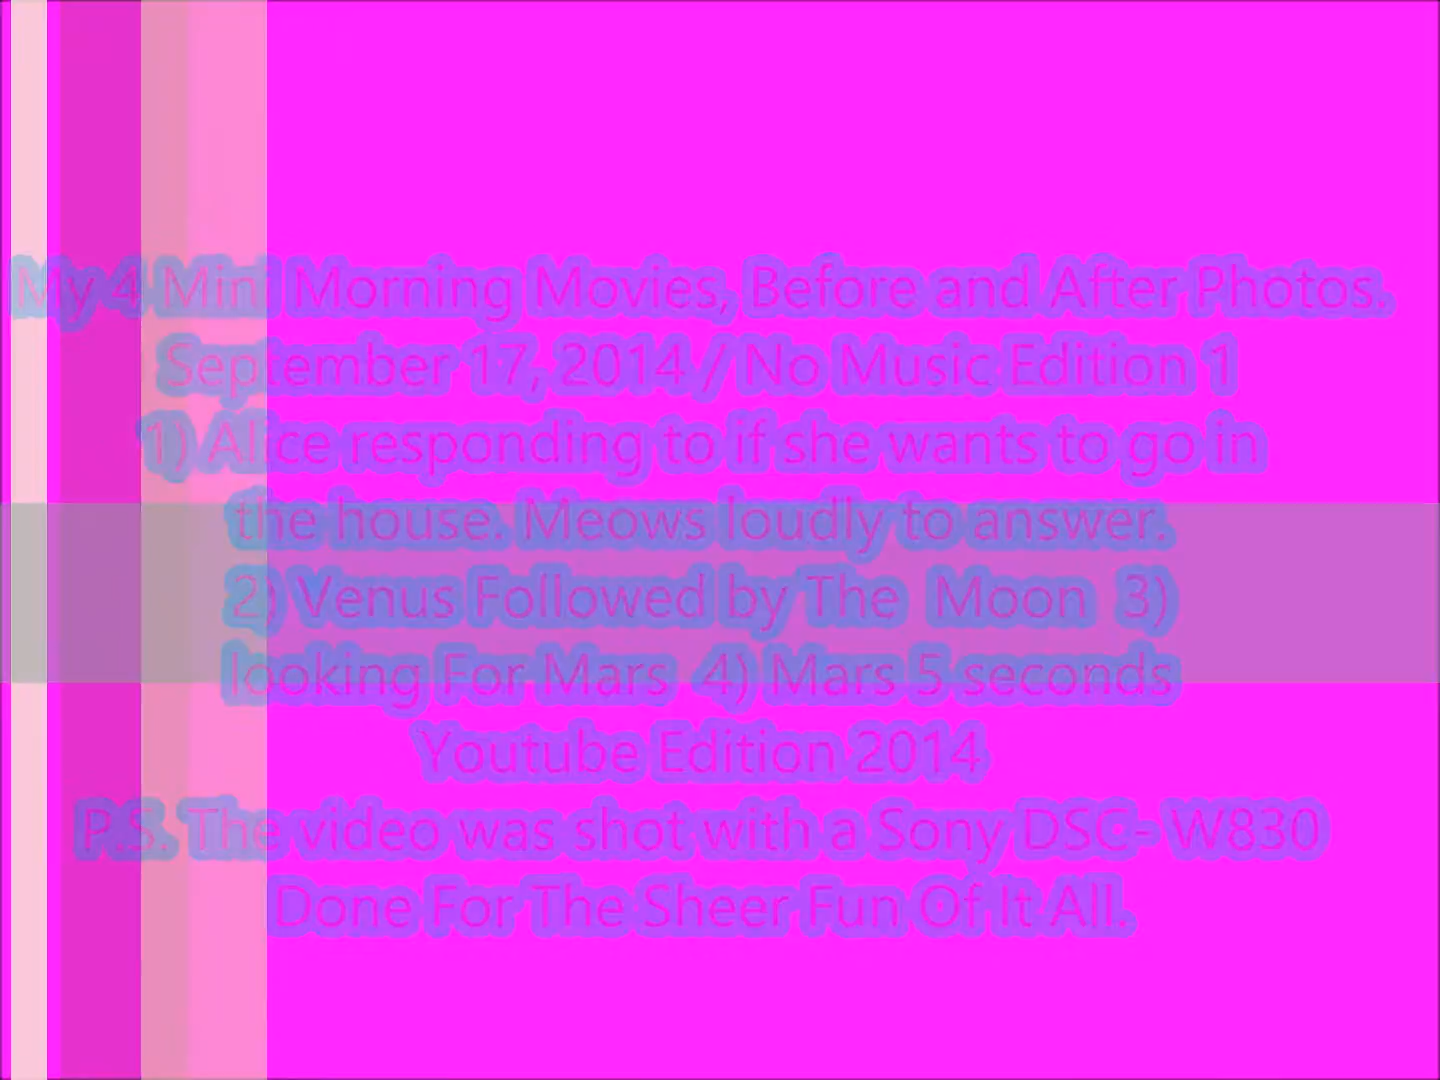 My 4 Mini Morning Movies, Before and After Photos.
September 17, 2014 / No Music Edition 1
1) Alice responding to if she wants to go in
the house. Meows loudly to answer.
2) Venus Followed by The Moon 3)
looking For Mars 4) Mars 5 seconds
Youtube Edition 2014
P.S. The video was shot with a Sony DSC- W830
Done For The Sheer Fun Of It All.